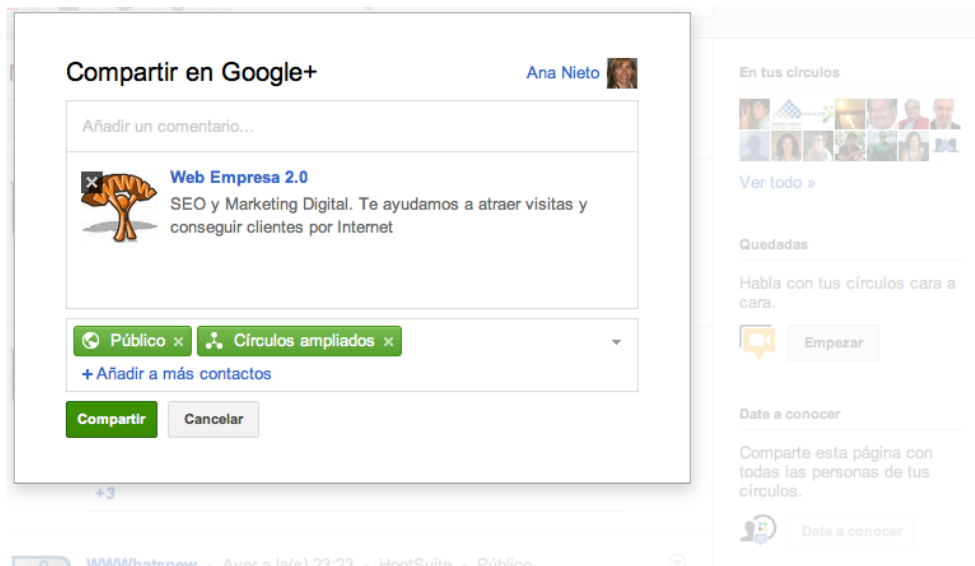 Compartir en Google+
Ana Nieto
Añadir un comentario...
Web Empresa 2.0
SEO y Marketing Digital. Te ayudamos a atraer visitas y
conseguir clientes por Internet
Público
Círculos ampliados
+ Añadir a más contactos
Compartir
Cancelar
+3
WWWhatsnew - Ayer a la(s) 23:23 - HootSuite - Público
En tus círculos
Ver todo »
Quedadas
Habla con tus círculos cara a
cara.
Empezar
Date a conocer
Comparte esta página con
todas las personas de tus
círculos.
Date a conocer